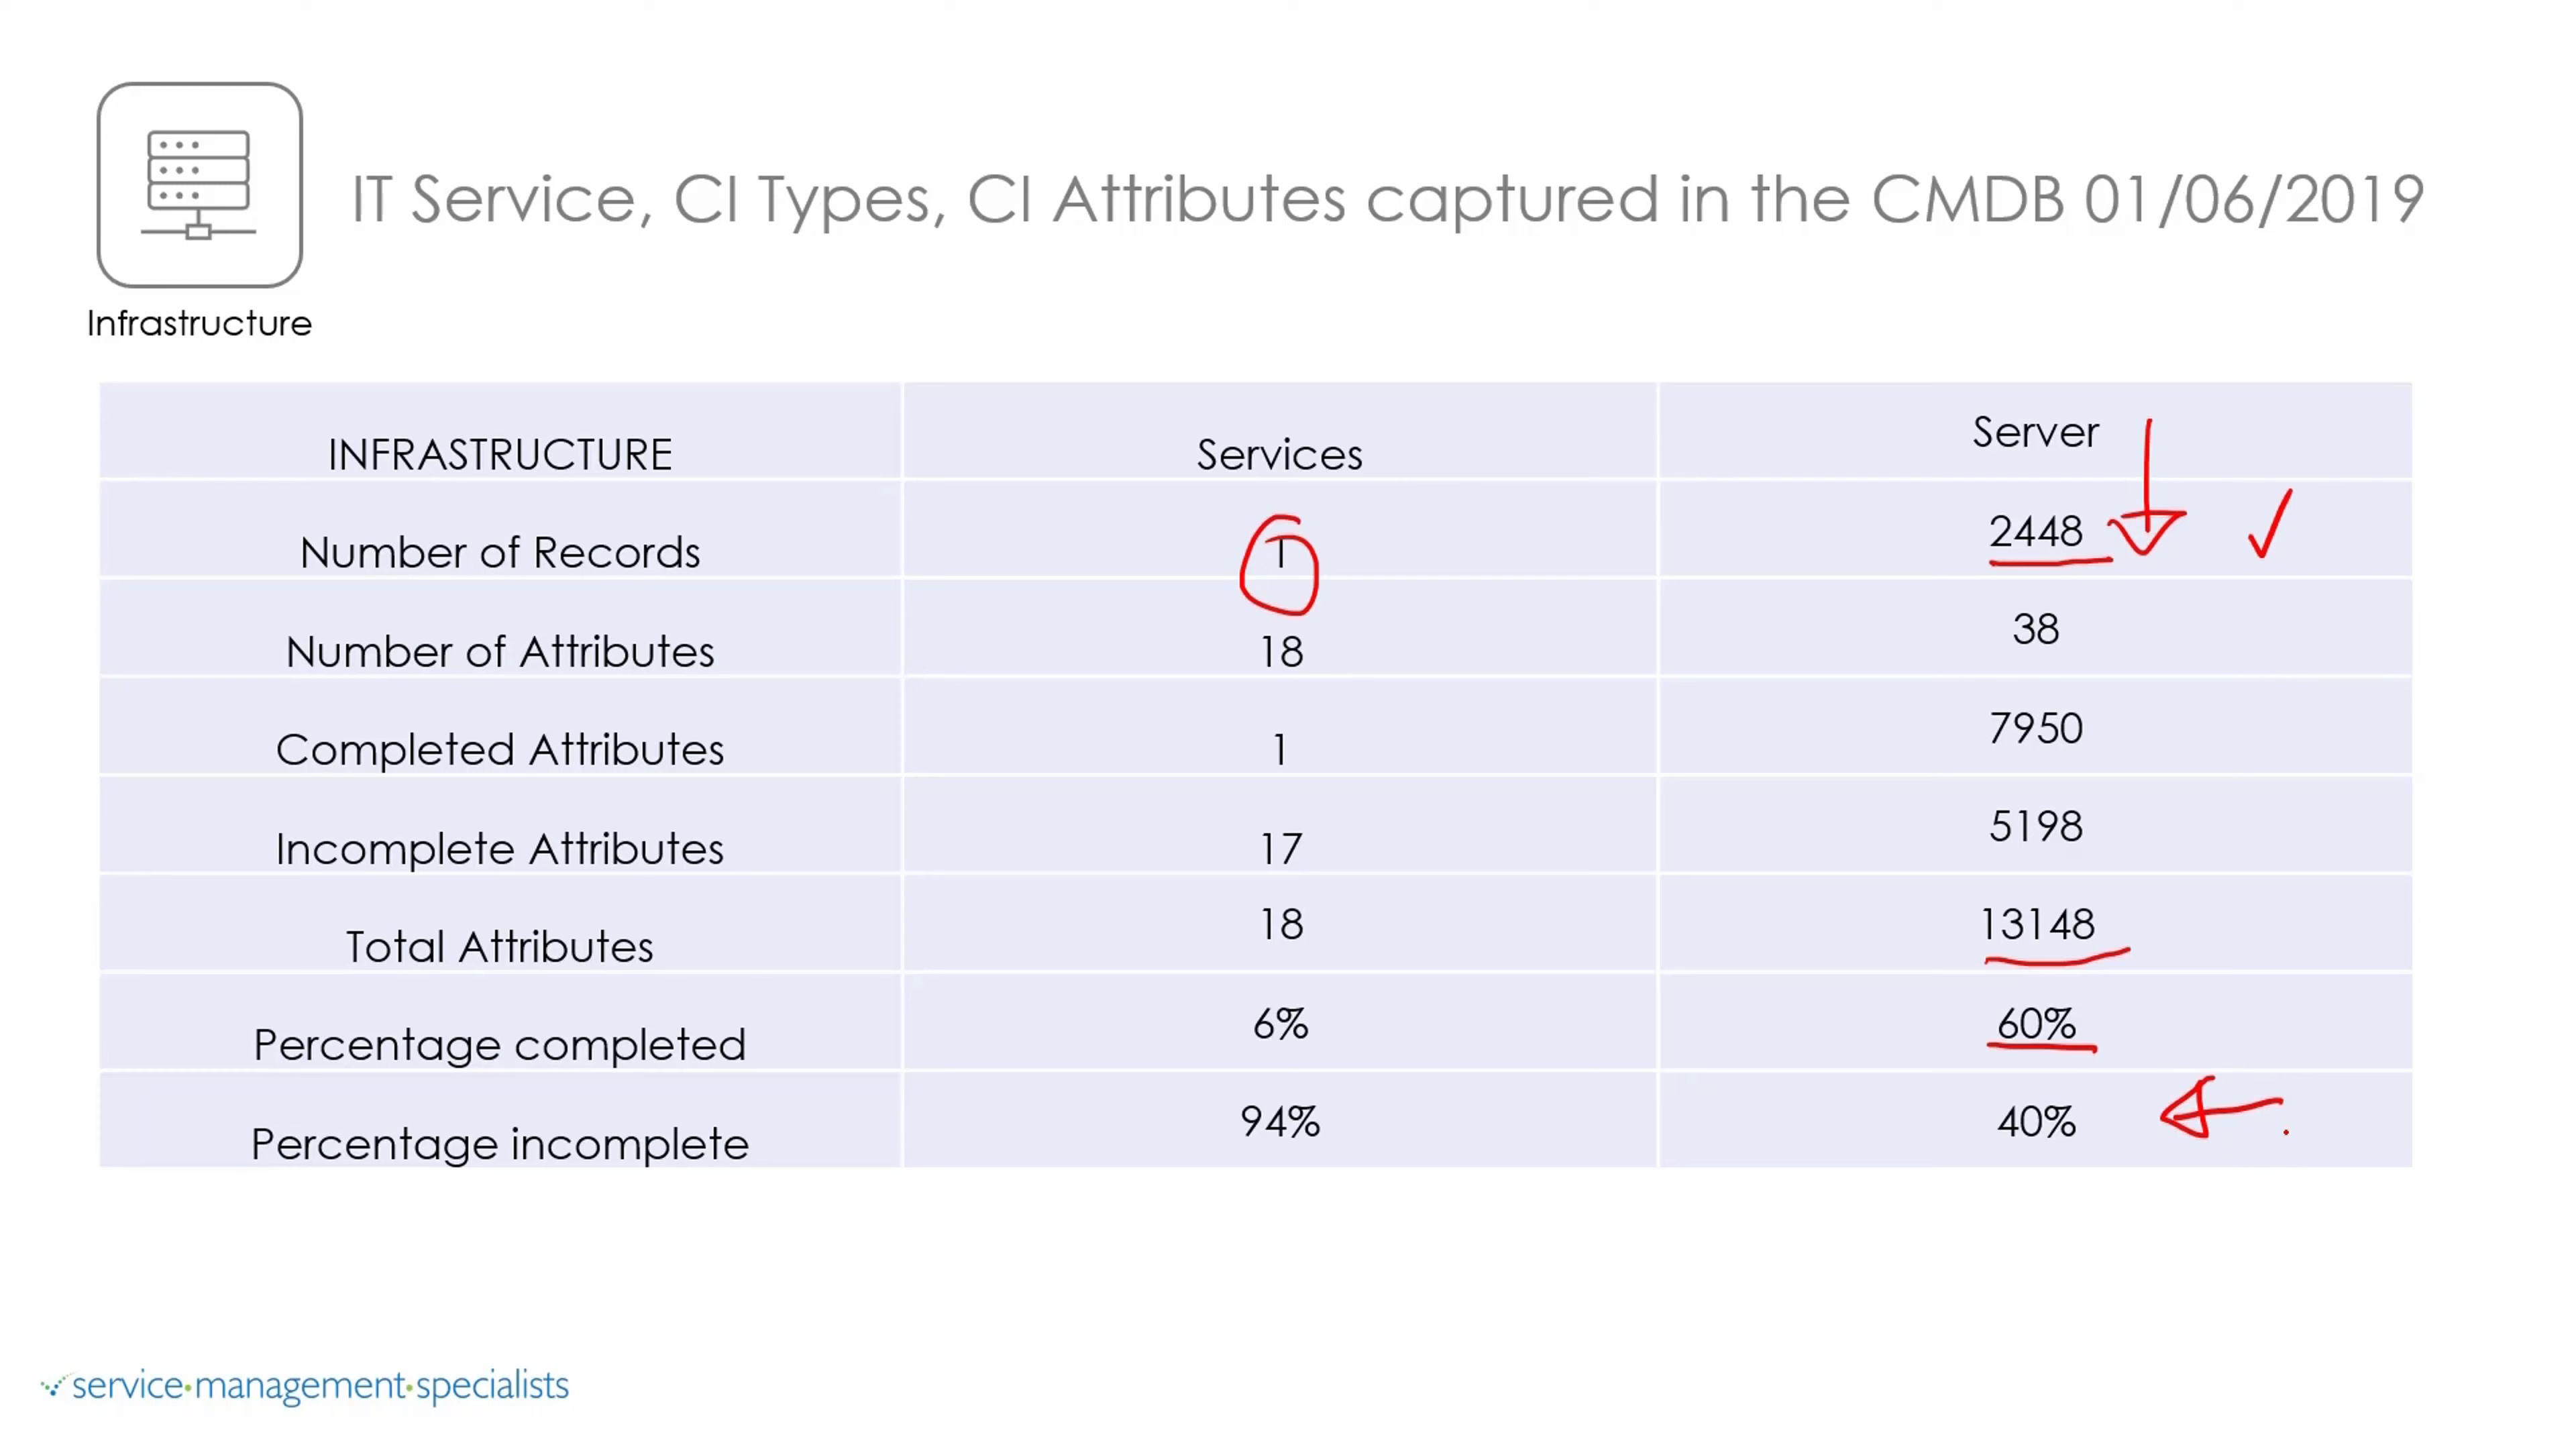 IT Service, CI Types, CI Attributes captured in the CMDB 01/06/2019
Infrastructure
INFRASTRUCTURE Services Server
Number of Records 1 2448
Number of Attributes 18 38
Completed Attributes 1 7950
Incomplete Attributes 17 5198
Total Attributes 18 13148
Percentage completed 6% 60%
Percentage incomplete 94% 40%
service•management•specialists